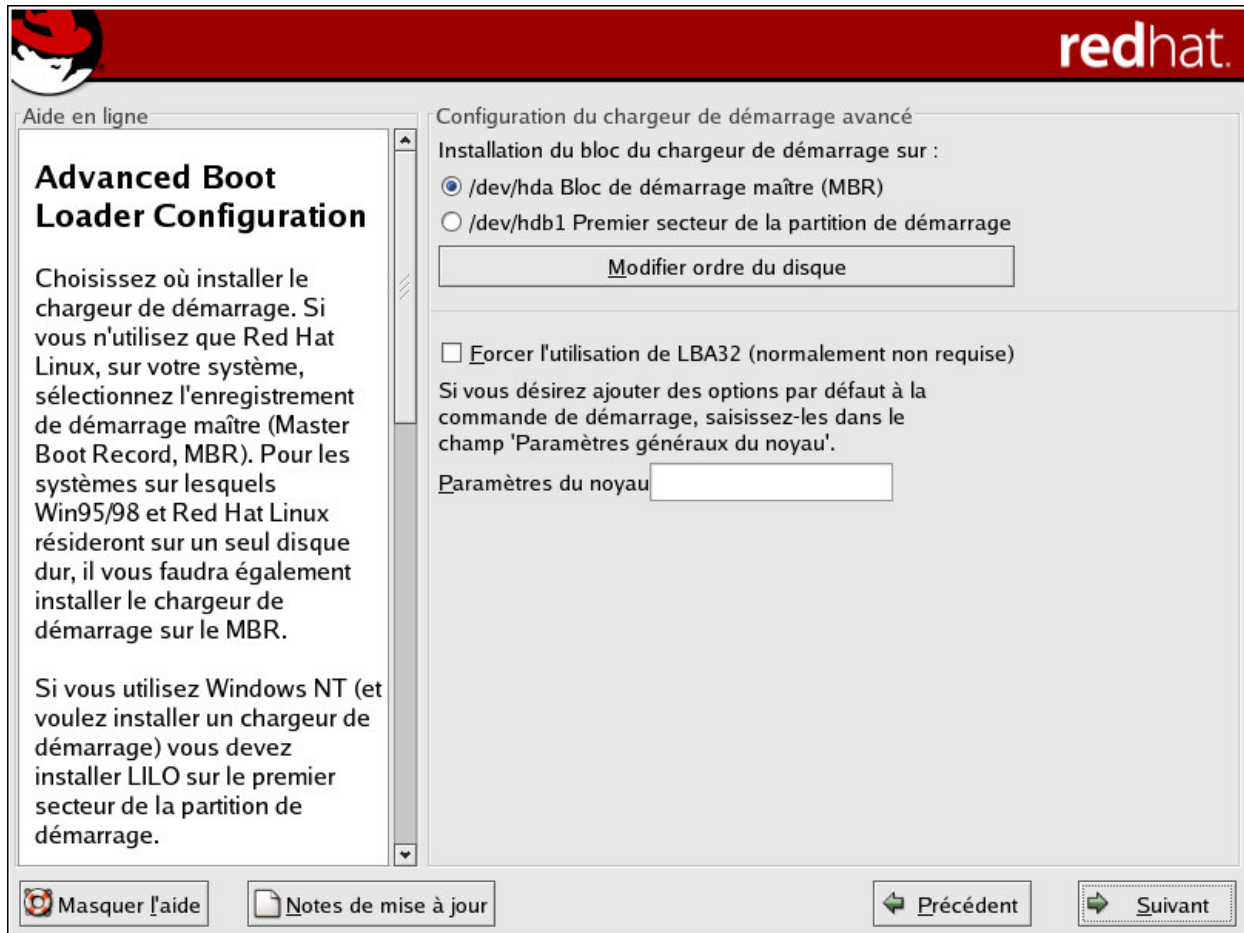 redhat.
Aide en ligne
Advanced Boot
Loader Configuration
Choisissez où installer le
chargeur de démarrage. Si
vous n'utilisez que Red Hat
Linux, sur votre système,
sélectionnez l'enregistrement
de démarrage maître (Master
Boot Record, MBR). Pour les
systèmes sur lesquels
Win95/98 et Red Hat Linux
résideront sur un seul disque
dur, il vous faudra également
installer le chargeur de
démarrage sur le MBR.
Si vous utilisez Windows NT (et
voulez installer un chargeur de
démarrage) vous devez
installer LILO sur le premier
secteur de la partition de
démarrage.
Configuration du chargeur de démarrage avancé
Installation du bloc du chargeur de démarrage sur :
/dev/hda Bloc de démarrage maître (MBR)
/dev/hdb1 Premier secteur de la partition de démarrage
Modifier ordre du disque
Forcer l'utilisation de LBA32 (normalement non requise)
Si vous désirez ajouter des options par défaut à la
commande de démarrage, saisissez-les dans le
champ 'Paramètres généraux du noyau'.
Paramètres du noyau
Masquer l'aide
Notes de mise à jour
Précédent
Suivant